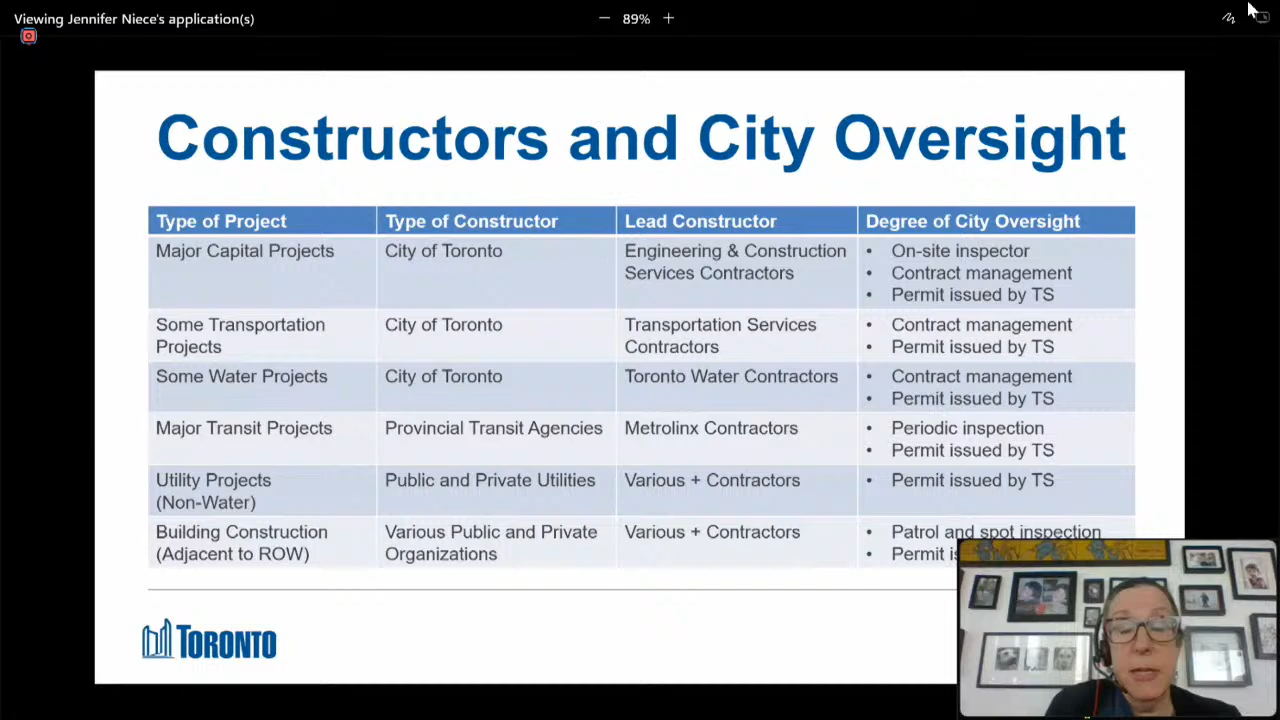 Viewing Jennifer Niece's application(s)
89%
Constructors and City Oversight
Type of Project
Type of Constructor
Lead Constructor
Degree of City Oversight
Major Capital Projects
City of Toronto
Engineering & Construction
Services Contractors
• On-site inspector
• Contract management
• Permit issued by TS
Some Transportation
Projects
City of Toronto
Transportation Services
Contractors
• Contract management
• Permit issued by TS
Some Water Projects
City of Toronto
Toronto Water Contractors
• Contract management
• Permit issued by TS
Major Transit Projects
Provincial Transit Agencies
Metrolinx Contractors
• Periodic inspection
• Permit issued by TS
Utility Projects
(Non-Water)
Public and Private Utilities
Various + Contractors
• Permit issued by TS
Building Construction
(Adjacent to ROW)
Various Public and Private
Organizations
Various + Contractors
• Patrol and spot inspection
• Permit
TORONTO